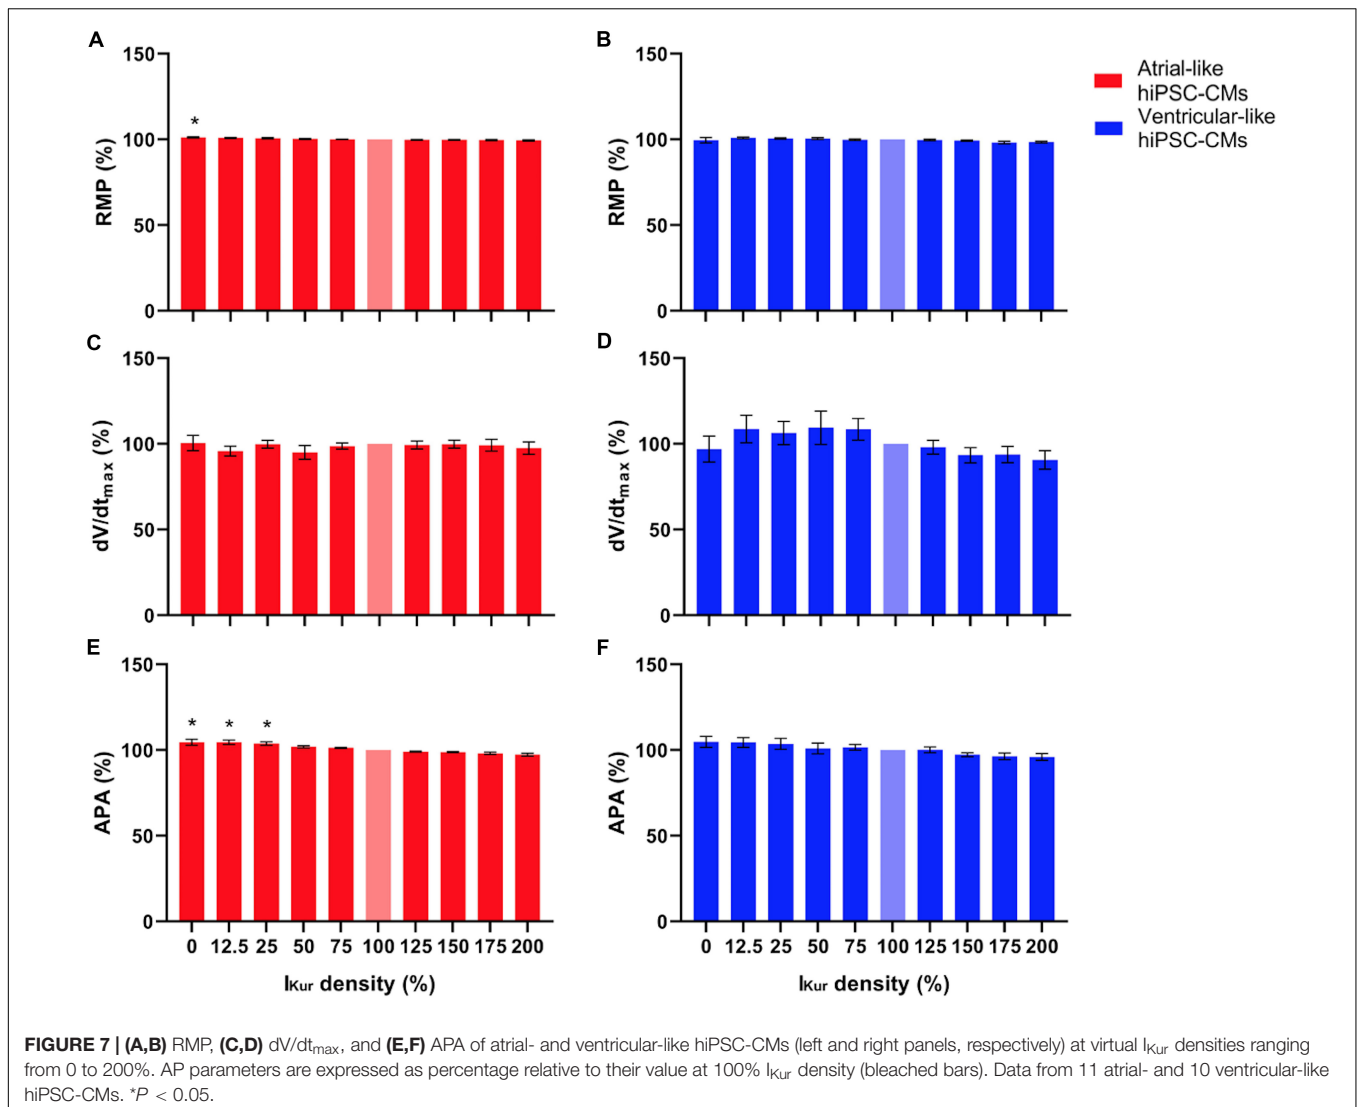 A
B
150
100
50
0
RMP (%)
*
150
100
50
0
RMP (%)
Atrial-like
hiPSC-CMs
Ventricular-like
hiPSC-CMs
C
D
150
100
50
0
dV/dtmax (%)
150
100
50
0
dV/dtmax (%)
E
F
150
100
50
0
APA (%)
* * *
0 12.5 25 50 75 100 125 150 175 200
IKur density (%)
150
100
50
0
APA (%)
0 12.5 25 50 75 100 125 150 175 200
IKur density (%)
FIGURE 7 | (A,B) RMP, (C,D) dV/dtmax, and (E,F) APA of atrial- and ventricular-like hiPSC-CMs (left and right panels, respectively) at virtual IKur densities ranging
from 0 to 200%. AP parameters are expressed as percentage relative to their value at 100% IKur density (bleached bars). Data from 11 atrial- and 10 ventricular-like
hiPSC-CMs. *P < 0.05.